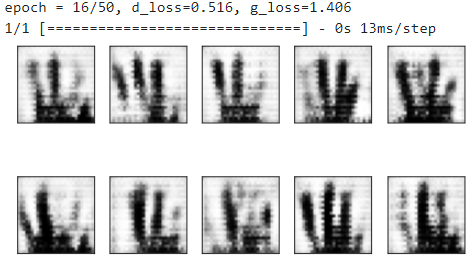 epoch = 16/50, d_loss=0.516, g_loss=1.406
1/1 [==============================] - 0s 13ms/step